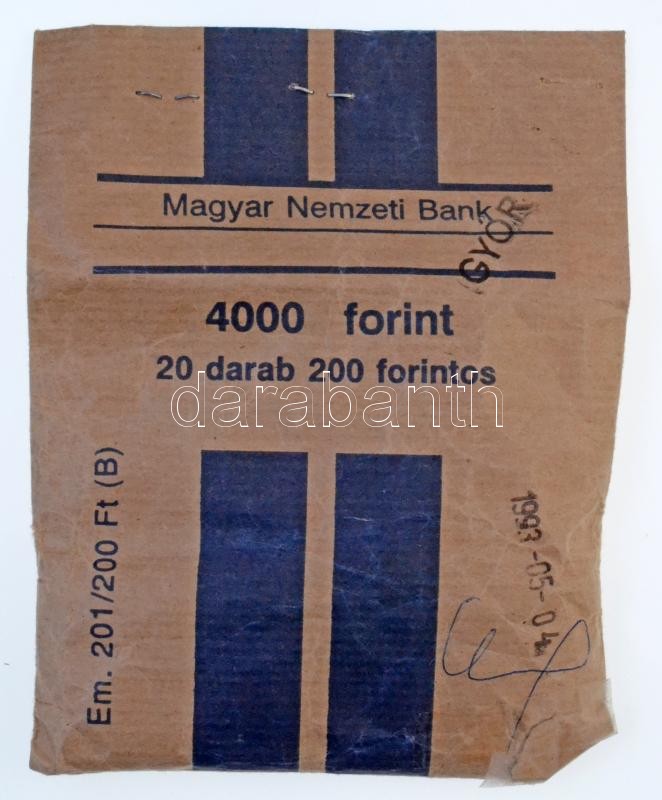 Magyar Nemzeti Bank
GYŐR
4000 forint
20 darab 200 forintos
darabanth
Em. 201/200 Ft (B)
1993-05-04